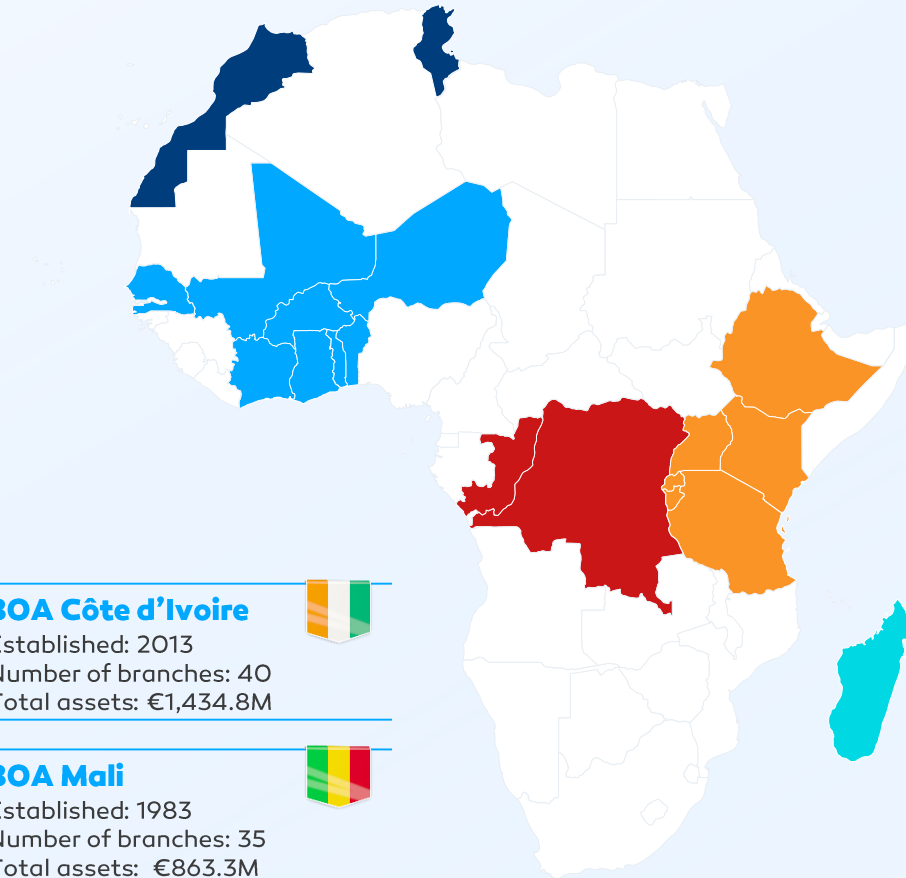 BOA Côte d’Ivoire
Established: 2013
Number of branches: 40
Total assets: €1,434.8M
BOA Mali
Established: 1983
Number of branches: 35
Total assets: €863.3M